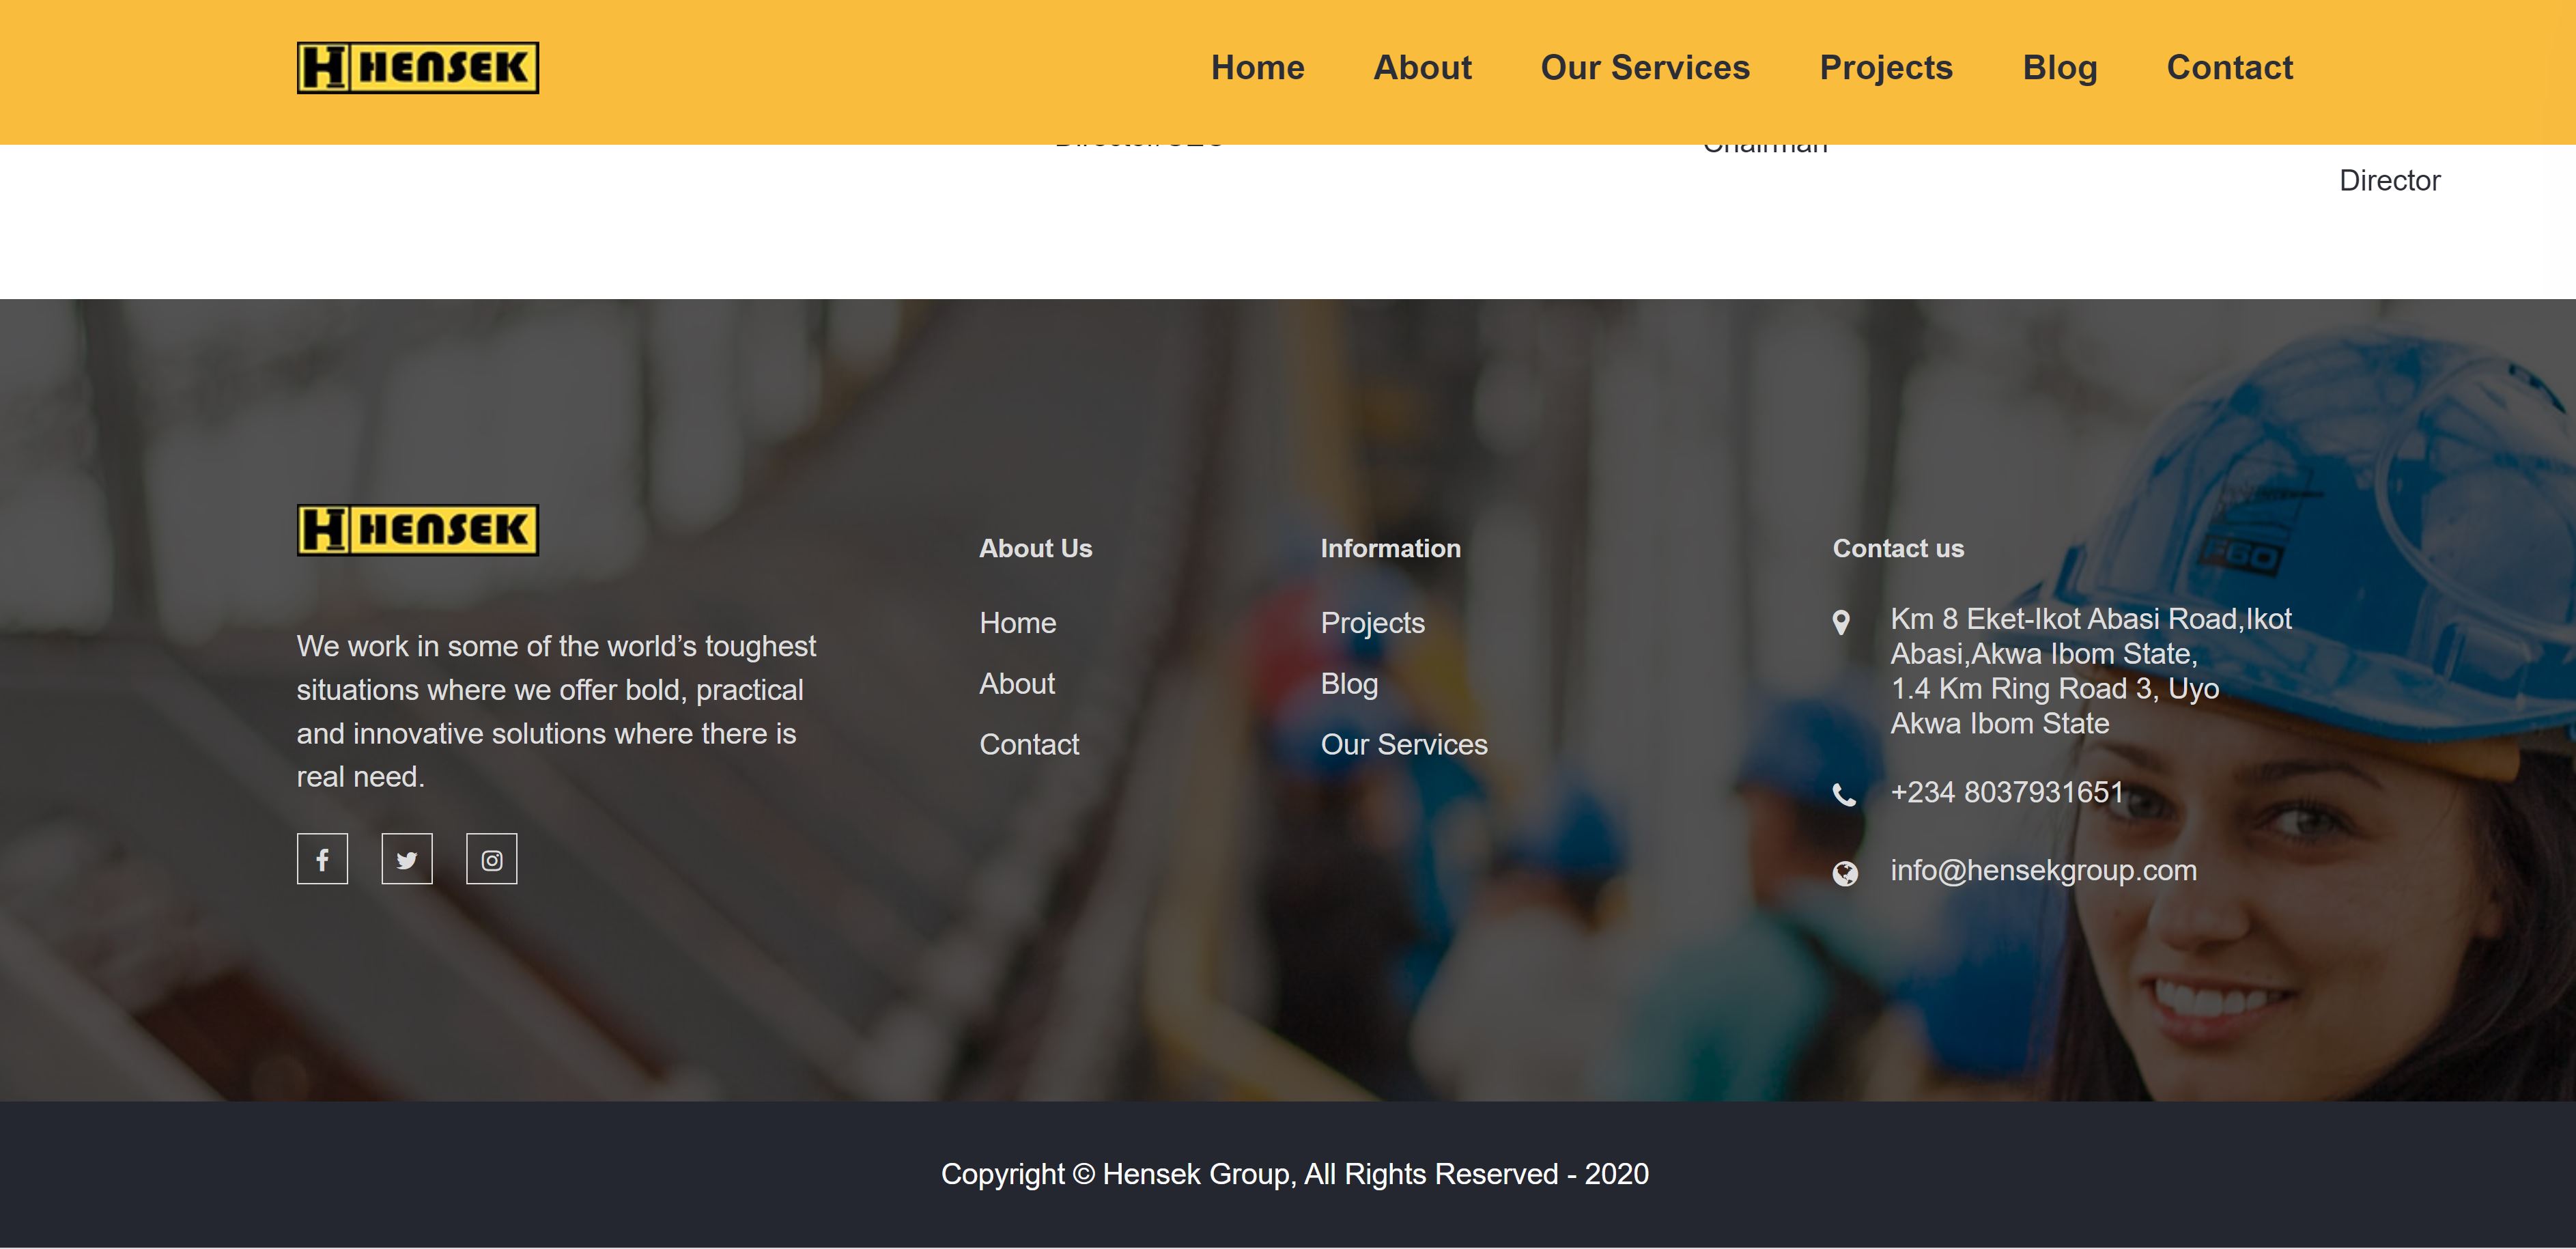 HENSEK
Home About Our Services Projects Blog Contact
Chairman
Director
HENSEK
We work in some of the world’s toughest
situations where we offer bold, practical
and innovative solutions where there is
real need.
About Us
Home
About
Contact
Information
Projects
Blog
Our Services
Contact us
Km 8 Eket-Ikot Abasi Road,Ikot
Abasi,Akwa Ibom State,
1.4 Km Ring Road 3, Uyo
Akwa Ibom State
+234 8037931651
info@hensekgroup.com
Copyright © Hensek Group, All Rights Reserved - 2020